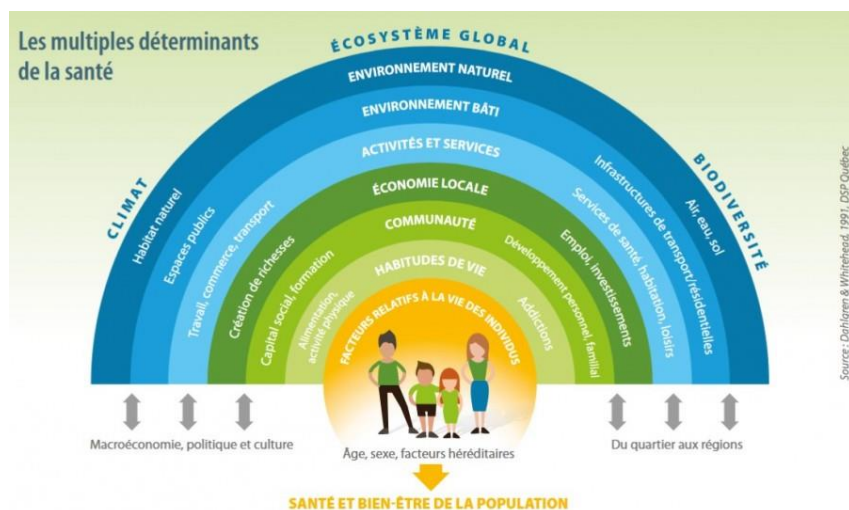 Les multiples déterminants
de la santé
ÉCOSYSTÈME GLOBAL
CLIMAT
BIODIVERSITÉ
ENVIRONNEMENT NATUREL
Habitat naturel
Air, eau, sol
ENVIRONNEMENT BÂTI
Espaces publics
Infrastructures de transport/résidentielles
ACTIVITÉS ET SERVICES
Travail, commerce, transport
Services de santé, habitation, loisirs
ÉCONOMIE LOCALE
Création de richesses
Emploi, investissements
COMMUNAUTÉ
Capital social, formation
Développement personnel, familial
HABITUDES DE VIE
Alimentation,
activité physique
Addictions
FACTEURS RELATIFS À LA VIE DES INDIVIDUS
Macroéconomie, politique et culture
Âge, sexe, facteurs héréditaires
Du quartier aux régions
SANTÉ ET BIEN-ÊTRE DE LA POPULATION
Source : Dahlaren & Whitehead, 1991, DSP Québec